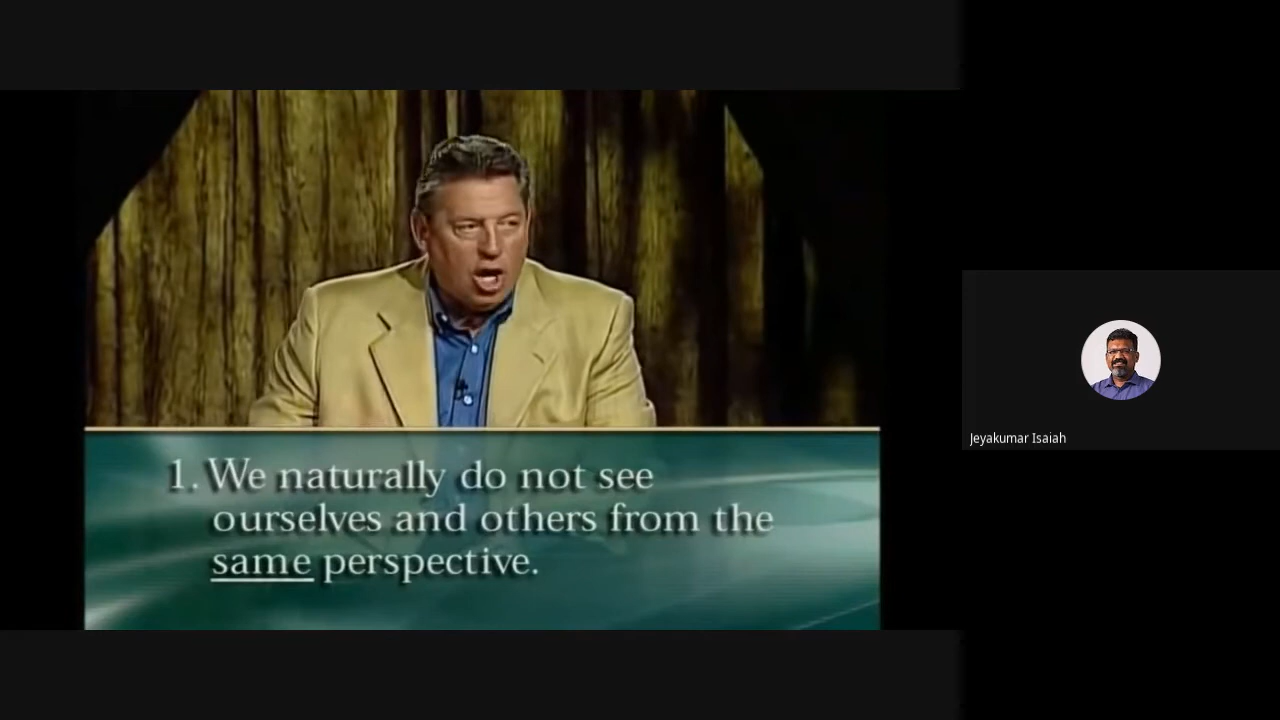 1. We naturally do not see
ourselves and others from the
same perspective.
Jeyakumar Isaiah